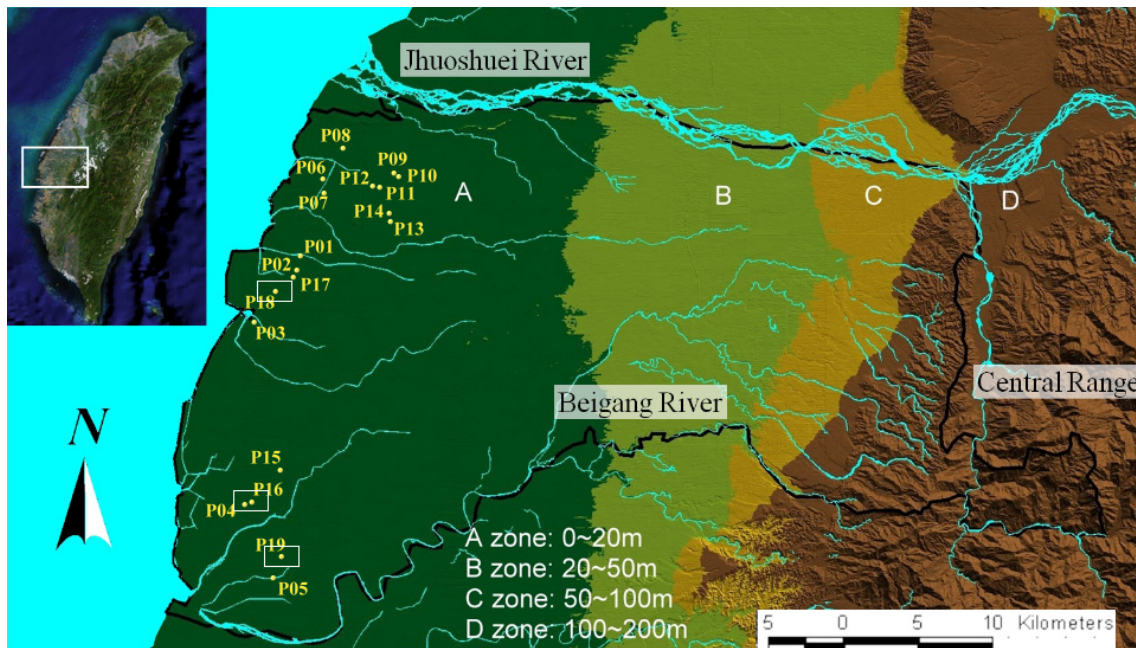 Jhuoshuei River
P08
P09
P06
P10
P12
P11
A
B
C
D
P07
P14
P13
P01
P02
P17
P18
P03
Central Range
Beigang River
N
P15
P16
P04
P19
P05
A zone: 0~20m
B zone: 20~50m
C zone: 50~100m
D zone: 100~200m
5 0 5 10 Kilometers